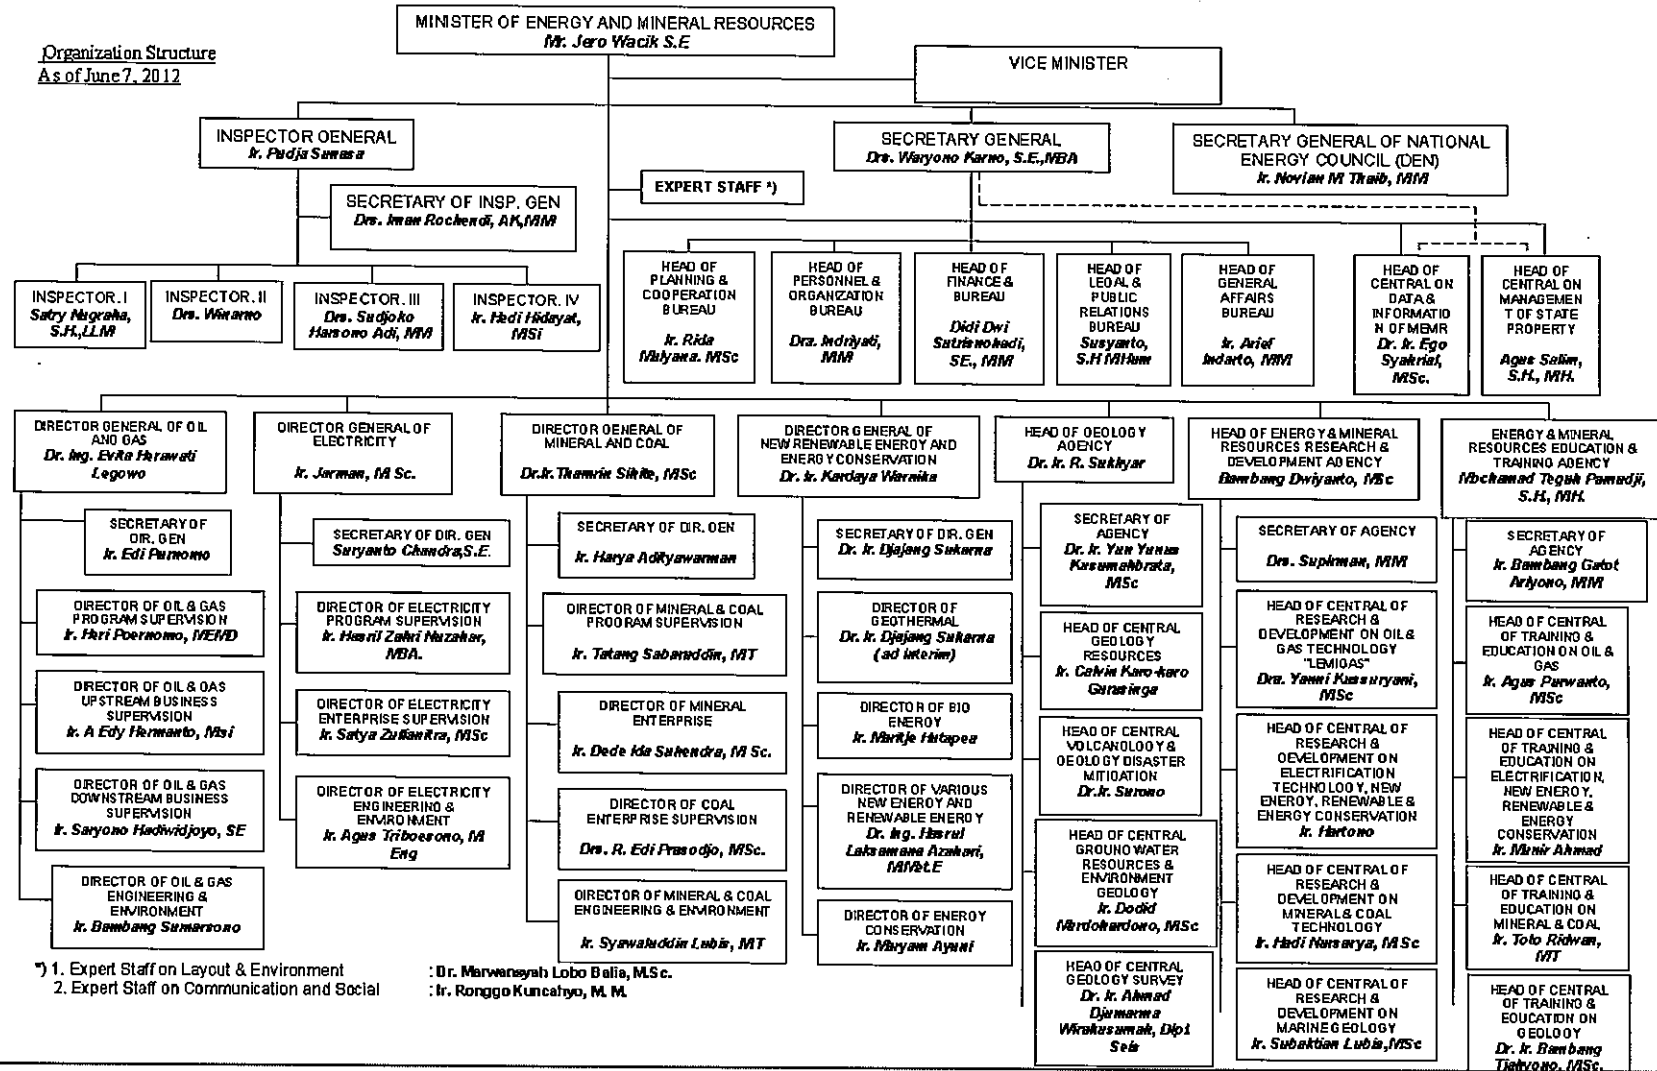 Organization Structure
As of June 7, 2012
MINISTER OF ENERGY AND MINERAL RESOURCES
Mr. Jero Wacik S.E
VICE MINISTER
INSPECTOR GENERAL
Ir. Pudja Sunasa
SECRETARY GENERAL
Drs. Waryono Karno, S.E.,MBA
SECRETARY GENERAL OF NATIONAL
ENERGY COUNCIL (DEN)
Ir. Novian M Thaib, MM
EXPERT STAFF *)
SECRETARY OF INSP. GEN
Drs. Iman Rochendi, AK,MM
INSPECTOR. I
Satry Nugraha,
S.H.,LLM
INSPECTOR. II
Drs. Winarno
INSPECTOR. III
Drs. Sudjoko
Harsono Adi, MM
INSPECTOR. IV
Ir. Hedi Hidayat,
MSi
HEAD OF
PLANNING &
COOPERATION
BUREAU
Ir. Rida
Mulyana. MSc
HEAD OF
PERSONNEL &
ORGANIZATION
BUREAU
Dra. Indriyati,
MM
HEAD OF
FINANCE &
BUREAU
Didi Dwi
Sutrisnohadi,
SE., MM
HEAD OF
LEGAL &
PUBLIC
RELATIONS
BUREAU
Susyanto,
S.H MHum
HEAD OF
GENERAL
AFFAIRS
BUREAU
Ir. Arief
Indarto, MM
HEAD OF
CENTRAL ON
DATA &
INFORMATIO
N OF MEMR
Dr. Ir. Ego
Syahrial,
MSc.
HEAD OF
CENTRAL ON
MANAGEMEN
T OF STATE
PROPERTY
Agus Salim,
S.H., MH.
DIRECTOR GENERAL OF OIL
AND GAS
Dr. Ing. Evita Herawati
Legowo
DIRECTOR GENERAL OF
ELECTRICITY
Ir. Jarman, M Sc.
DIRECTOR GENERAL OF
MINERAL AND COAL
Dr.Ir. Thamrin Sihite, MSc
DIRECTOR GENERAL OF
NEW RENEWABLE ENERGY AND
ENERGY CONSERVATION
Dr. Ir. Kardaya Warnika
HEAD OF GEOLOGY
AGENCY
Dr. Ir. R. Sukhyar
HEAD OF ENERGY & MINERAL
RESOURCES RESEARCH &
DEVELOPMENT AGENCY
Bambang Dwiyanto, MSc
ENERGY & MINERAL
RESOURCES EDUCATION &
TRAINING AGENCY
Mochamad Teguh Pamudji,
S.H., MH.
SECRETARY OF
DIR. GEN
Ir. Edi Purnomo
DIRECTOR OF OIL & GAS
PROGRAM SUPERVISION
Ir. Heri Poernomo, MEMD
DIRECTOR OF OIL & GAS
UPSTREAM BUSINESS
SUPERVISION
Ir. A Edy Hermanto, Msi
DIRECTOR OF OIL & GAS
DOWNSTREAM BUSINESS
SUPERVISION
Ir. Saryono Hadiwidjoyo, SE
DIRECTOR OF OIL & GAS
ENGINEERING &
ENVIRONMENT
Ir. Bambang Sumarsono
SECRETARY OF DIR. GEN
Suryanto Chandra,S.E.
DIRECTOR OF ELECTRICITY
PROGRAM SUPERVISION
Ir. Hasril Zahri Nuzahar,
MBA.
DIRECTOR OF ELECTRICITY
ENTERPRISE SUPERVISION
Ir. Satya Zulfanitra, MSc
DIRECTOR OF ELECTRICITY
ENGINEERING &
ENVIRONMENT
Ir. Agus Triboesono, M
Eng
SECRETARY OF DIR. GEN
Ir. Harya Adityawarman
DIRECTOR OF MINERAL & COAL
PROGRAM SUPERVISION
Ir. Tatang Sabaruddin, MT
DIRECTOR OF MINERAL
ENTERPRISE
Ir. Dede Ida Suhendra, M Sc.
DIRECTOR OF COAL
ENTERPRISE SUPERVISION
Drs. R. Edi Prasodjo, MSc.
DIRECTOR OF MINERAL & COAL
ENGINEERING & ENVIRONMENT
Ir. Syawaluddin Lubis, MT
SECRETARY OF DIR. GEN
Dr. Ir. Djajang Sukarna
DIRECTOR OF
GEOTHERMAL
Dr. Ir. Djajang Sukarna
(ad interim)
DIRECTOR OF BIO
ENERGY
Ir. Maritje Hutapea
DIRECTOR OF VARIOUS
NEW ENERGY AND
RENEWABLE ENERGY
Dr. Ing. Hasrul
Laksamana Azahari,
MMBt.E
DIRECTOR OF ENERGY
CONSERVATION
Ir. Maryam Ayuni
SECRETARY OF
AGENCY
Dr. Ir. Yun Yunus
Kusumahbrata,
MSc
HEAD OF CENTRAL
GEOLOGY
RESOURCES
Ir. Calvin Karo-karo
Gurusinga
HEAD OF CENTRAL
VOLCANOLOGY &
GEOLOGY DISASTER
MITIGATION
Dr.Ir. Surono
HEAD OF CENTRAL
GROUND WATER
RESOURCES &
ENVIRONMENT
GEOLOGY
Ir. Dodid
Murdohardono, MSc
HEAD OF CENTRAL
GEOLOGY SURVEY
Dr. Ir. Ahmad
Djumarma
Wirakusumah, Dipl
Seis
SECRETARY OF AGENCY
Drs. Supirman, MM
HEAD OF CENTRAL OF
RESEARCH &
DEVELOPMENT ON OIL &
GAS TECHNOLOGY
"LEMIGAS"
Dra. Yanni Kussuryani,
MSc
HEAD OF CENTRAL OF
RESEARCH &
DEVELOPMENT ON
ELECTRIFICATION
TECHNOLOGY, NEW
ENERGY, RENEWABLE &
ENERGY CONSERVATION
Ir. Hartono
HEAD OF CENTRAL OF
RESEARCH &
DEVELOPMENT ON
MINERAL & COAL
TECHNOLOGY
Ir. Hadi Nursarya, M Sc
HEAD OF CENTRAL OF
RESEARCH &
DEVELOPMENT ON
MARINE GEOLOGY
Ir. Subaktian Lubis,MSc
SECRETARY OF
AGENCY
Ir. Bambang Gatot
Ariyono, MM
HEAD OF CENTRAL
OF TRAINING &
EDUCATION ON OIL &
GAS
Ir. Agus Purwanto,
MSc
HEAD OF CENTRAL
OF TRAINING &
EDUCATION ON
ELECTRIFICATION,
NEW ENERGY,
RENEWABLE &
ENERGY
CONSERVATION
Ir. Munir Ahmad
HEAD OF CENTRAL
OF TRAINING &
EDUCATION ON
MINERAL & COAL
Ir. Toto Ridwan,
MT
HEAD OF CENTRAL
OF TRAINING &
EDUCATION ON
GEOLOGY
Dr. Ir. Bambang
Tjahyono, MSc.
*) 1. Expert Staff on Layout & Environment : Dr. Marwansyah Lobo Balia, M.Sc.
2. Expert Staff on Communication and Social : Ir. Ronggo Kuncahyo, M. M.